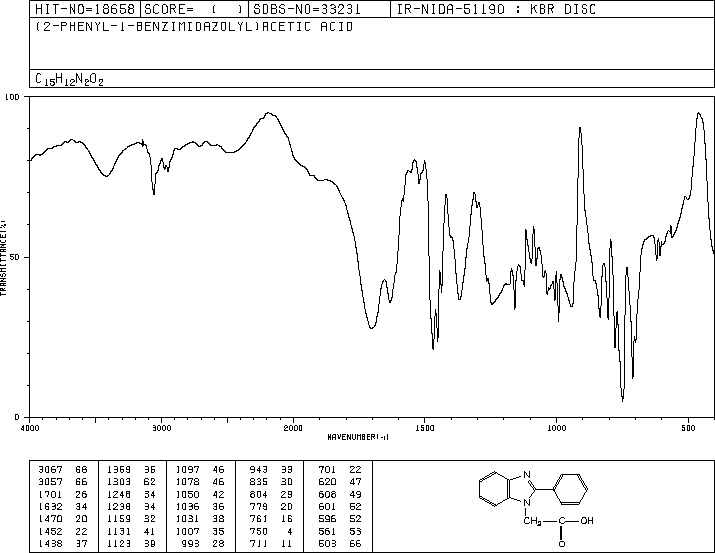 HIT-NO=18658 SCORE= ( ) SDBS-NO=33231 IR-NIDA-51190 : KBR DISC
(2-PHENYL-1-BENZIMIDAZOLYL)ACETIC ACID
C15H12N2O2
100
50
0
TRANSMITTANCE(%)
4000 3000 2000 1500 1000 500
WAVENUMBER(-1)
3067 68 1369 36 1097 46 943 33 701 22
3057 66 1303 62 1078 46 835 30 620 47
1701 26 1248 34 1050 42 804 29 608 49
1632 34 1238 34 1036 36 779 20 601 52
1470 20 1159 32 1031 38 761 16 596 52
1452 22 1131 41 1007 35 750 4 561 53
1438 37 1123 39 993 28 711 11 503 66
N
N
CH2 C OH
O